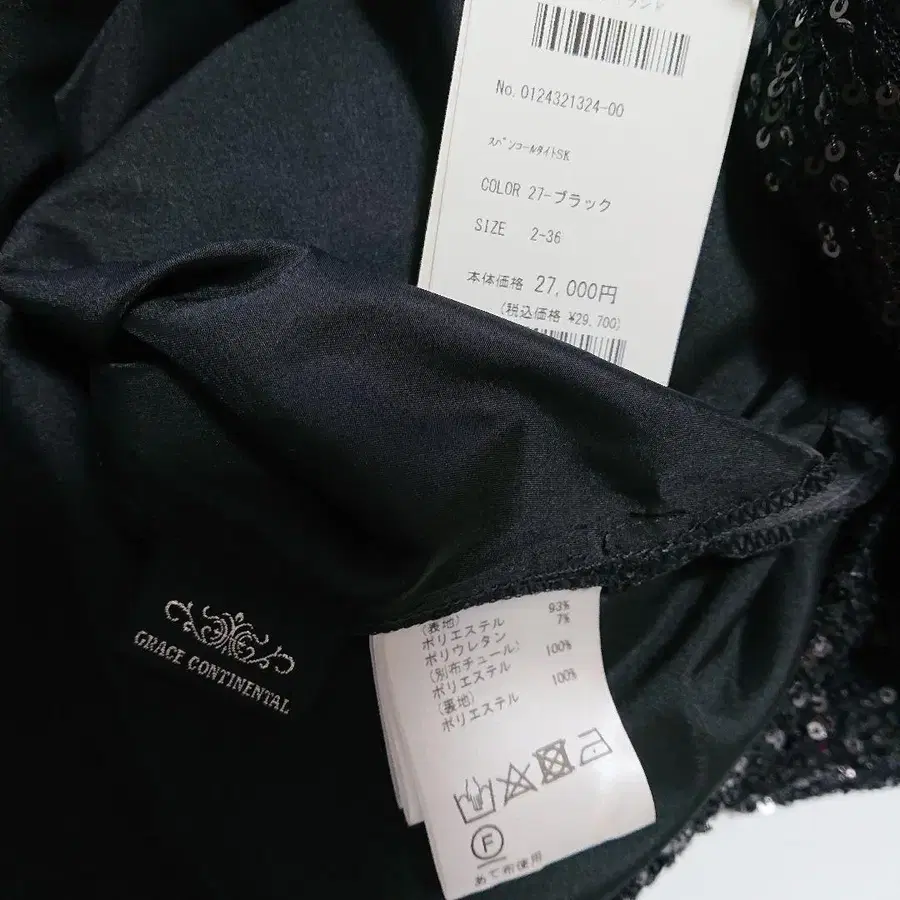 ランド
No.0124321324-00
スパンコールタイトSK
COLOR 27-ブラック
SIZE 2-36
本体価格 27,000円
(税込価格 ¥29,700)
GRACE CONTINENTAL
(表地)
ポリエステル 93%
ポリウレタン 7%
(別布チュール)
ポリエステル 100%
(表地)
ポリエステル 100%
F
あて布使用